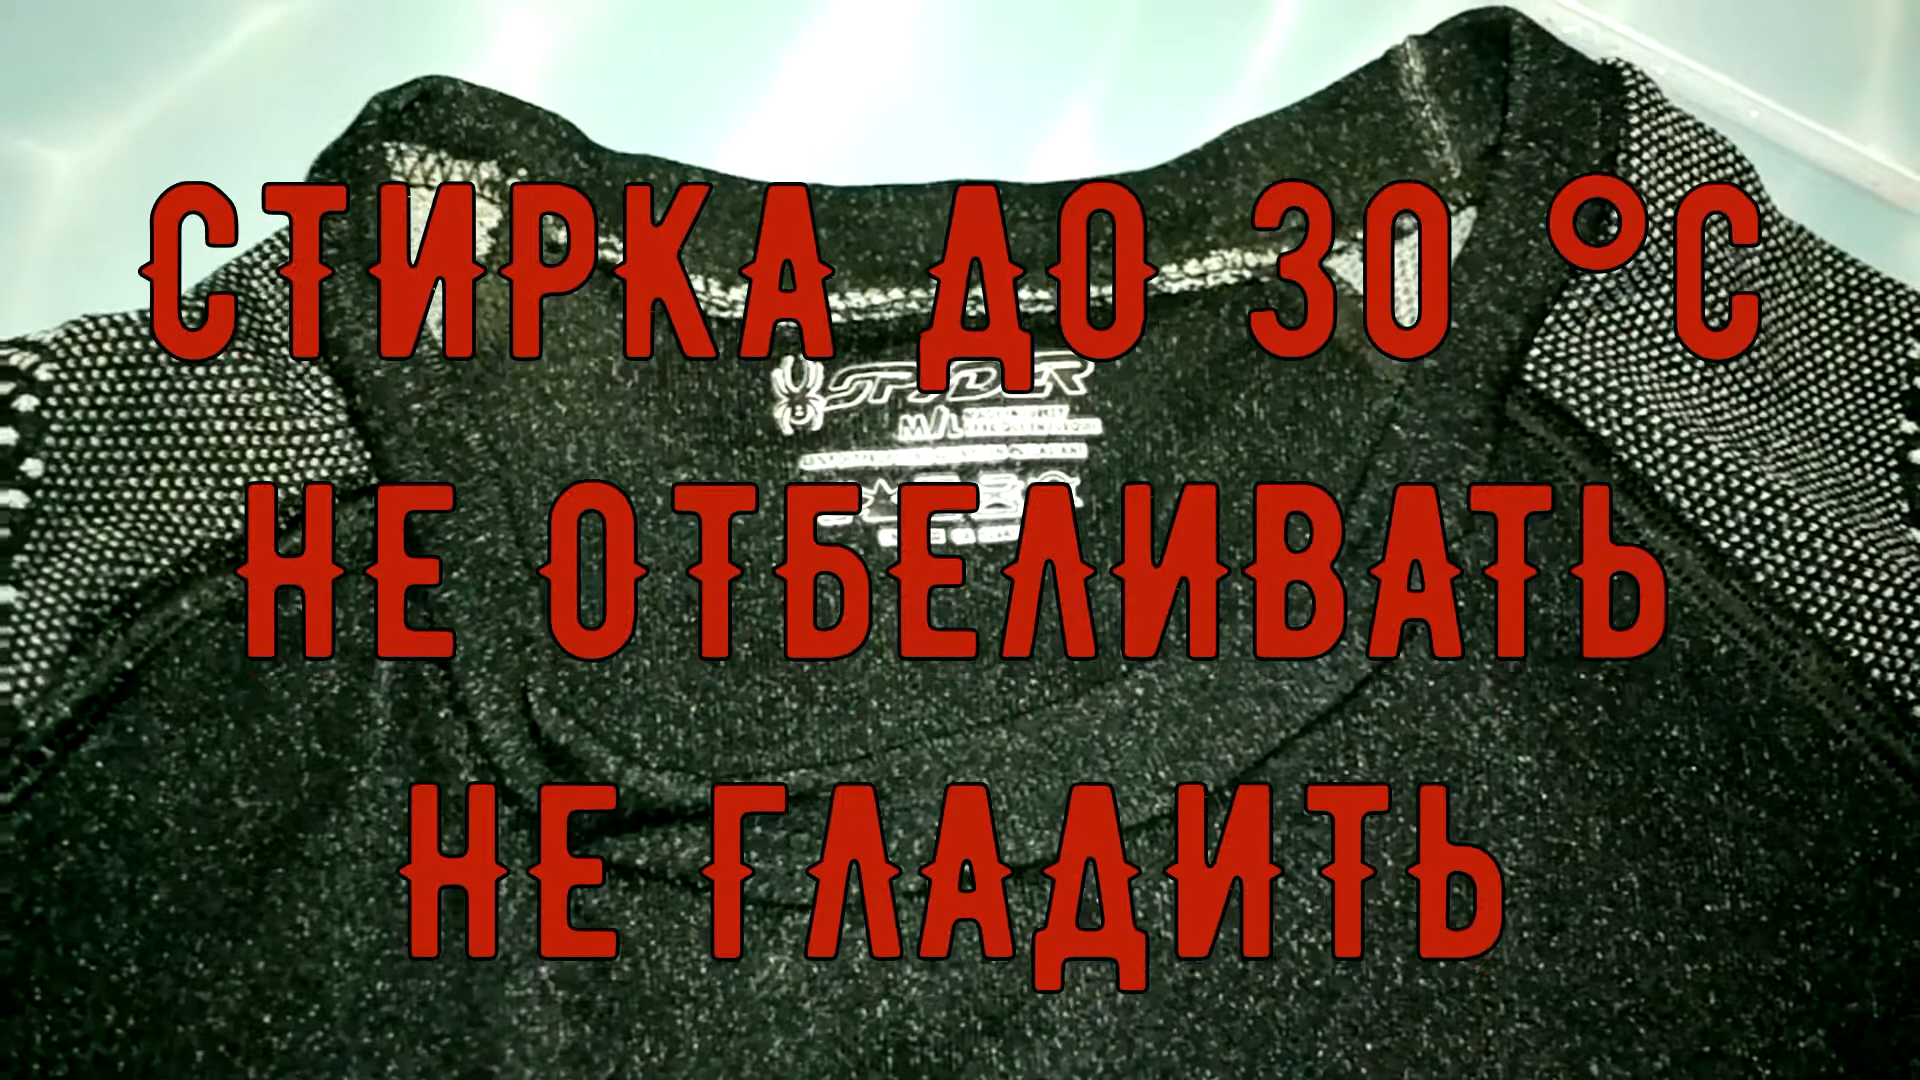 СТИРКА ДО 30 °С
НЕ ОТБЕЛИВАТЬ
НЕ ГЛАДИТЬ
SPYDER
M/L